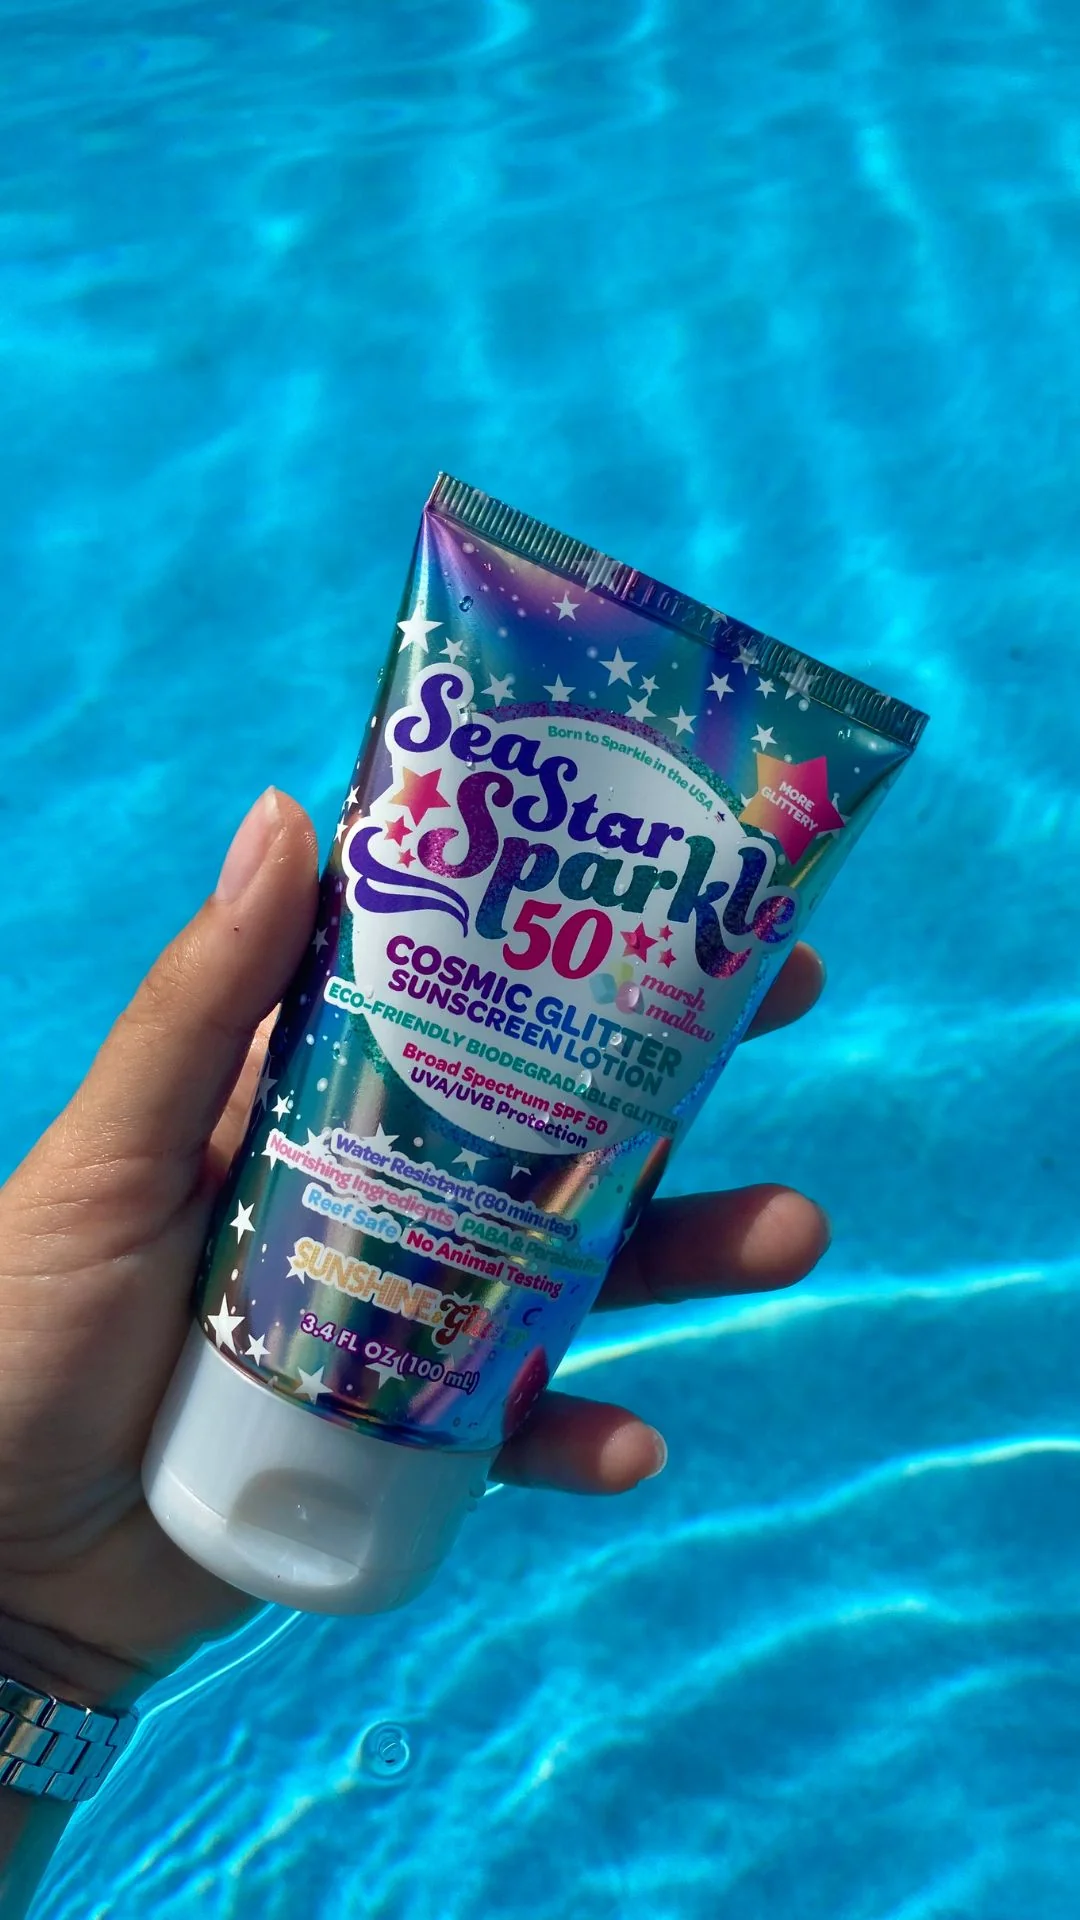 Born to Sparkle in the USA
MORE
GLITTERY
Sea Star
Sparkle
50
marsh
mallow
COSMIC GLITTER
SUNSCREEN LOTION
ECO-FRIENDLY BIODEGRADABLE GLITTER
Broad Spectrum SPF 50
UVA/UVB Protection
Water Resistant (80 minutes)
Nourishing Ingredients PABA & Paraben
Reef Safe No Animal Testing
SUNSHINE &
3.4 FL OZ (100 mL)